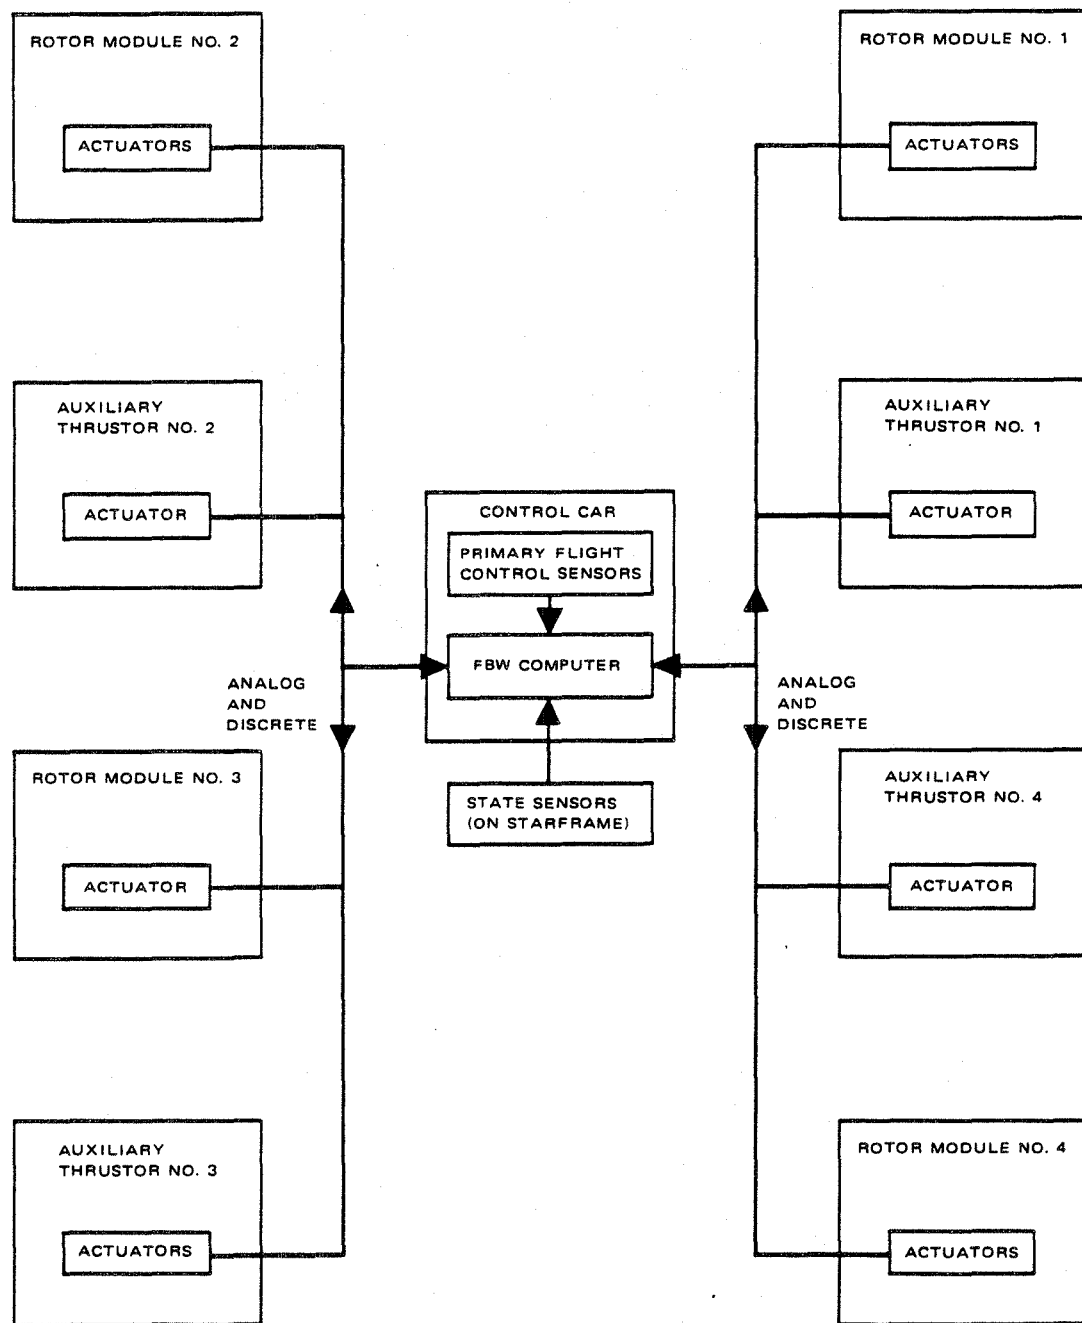 ROTOR MODULE NO. 2
ACTUATORS
ROTOR MODULE NO. 1
ACTUATORS
AUXILIARY
THRUSTOR NO. 2
ACTUATOR
AUXILIARY
THRUSTOR NO. 1
ACTUATOR
CONTROL CAR
PRIMARY FLIGHT
CONTROL SENSORS
FBW COMPUTER
ANALOG
AND
DISCRETE
ANALOG
AND
DISCRETE
STATE SENSORS
(ON STARFRAME)
ROTOR MODULE NO. 3
ACTUATOR
AUXILIARY
THRUSTOR NO. 4
ACTUATOR
AUXILIARY
THRUSTOR NO. 3
ACTUATORS
ROTOR MODULE NO. 4
ACTUATORS